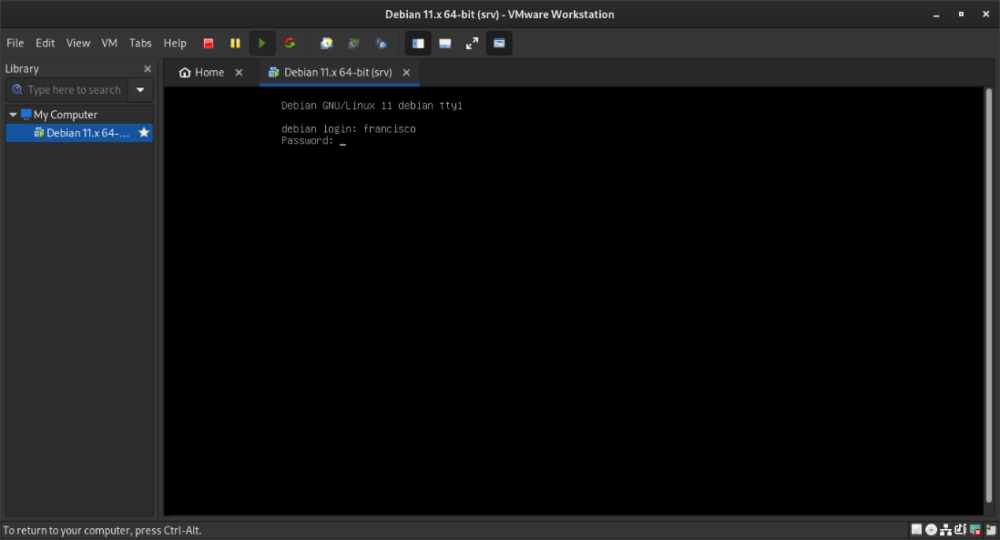 Debian 11.x 64-bit (srv) - VMware Workstation
File Edit View VM Tabs Help
Library
Home
Debian 11.x 64-bit (srv)
Type here to search
My Computer
Debian 11.x 64-...
Debian GNU/Linux 11 debian tty1
debian login: francisco
Password: _
To return to your computer, press Ctrl-Alt.